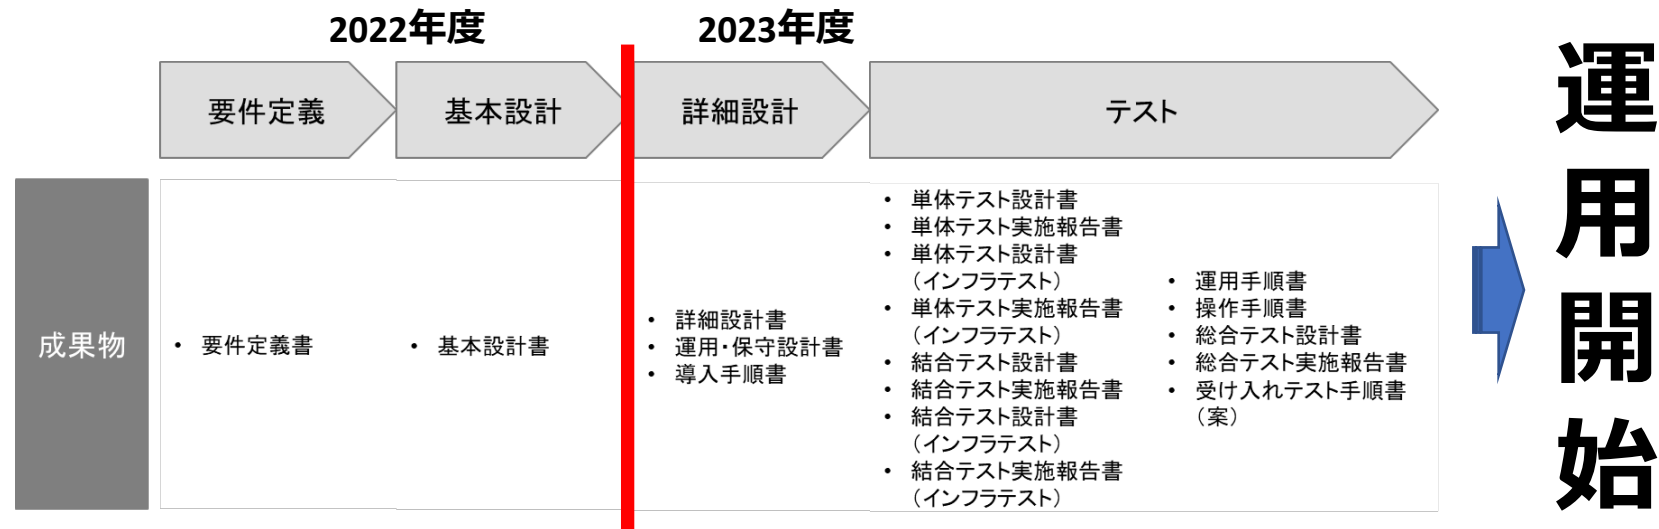 2022年度
2023年度
要件定義
基本設計
詳細設計
テスト
成果物
• 要件定義書
• 基本設計書
• 詳細設計書
• 運用・保守設計書
• 導入手順書
• 単体テスト設計書
• 単体テスト実施報告書
• 単体テスト設計書
（インフラテスト）
• 単体テスト実施報告書
（インフラテスト）
• 結合テスト設計書
• 結合テスト実施報告書
• 結合テスト設計書
（インフラテスト）
• 結合テスト実施報告書
（インフラテスト）
• 運用手順書
• 操作手順書
• 総合テスト設計書
• 総合テスト実施報告書
• 受け入れテスト手順書
（案）
運用開始